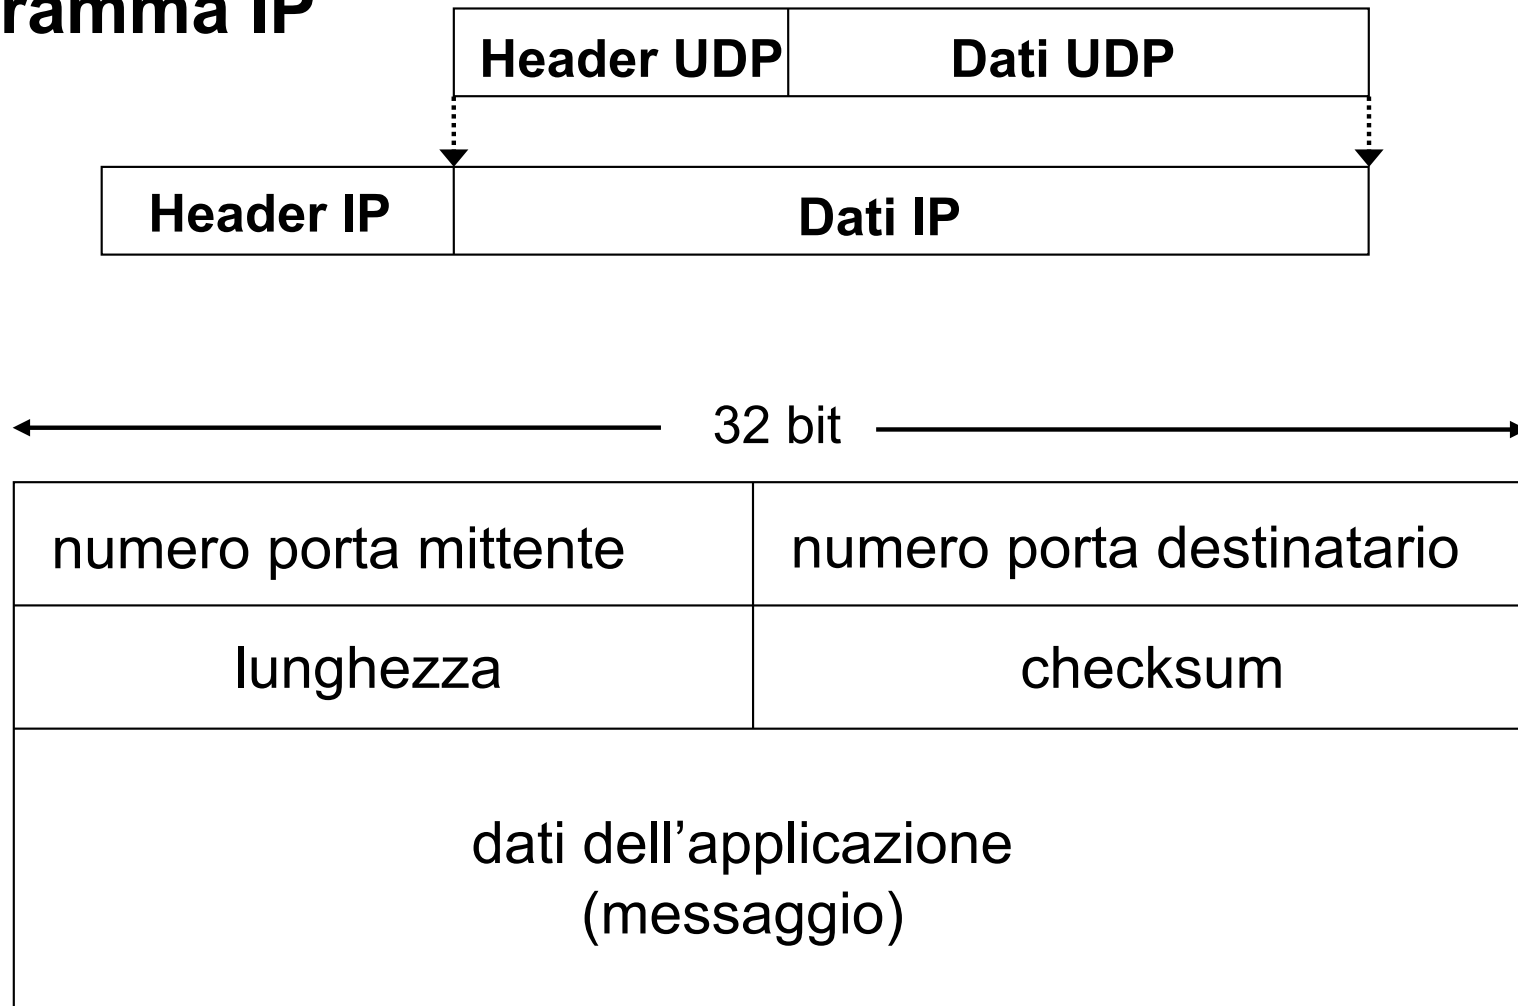 ramma IP
Header UDP Dati UDP
Header IP Dati IP
32 bit
numero porta mittente numero porta destinatario
lunghezza checksum
dati dell’applicazione
(messaggio)